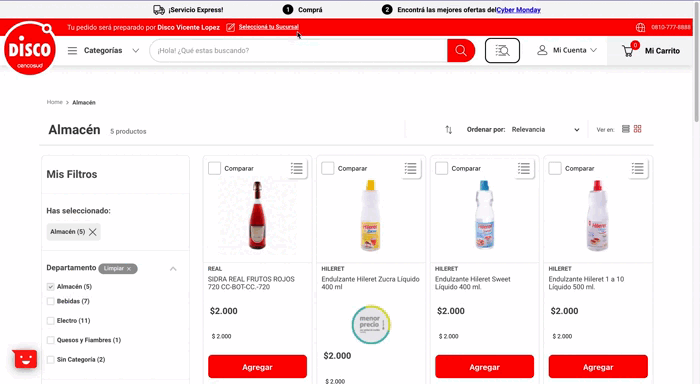 ¡Servicio Express!
1 Comprá
2 Encontrá las mejores ofertas del Cyber Monday
Tu pedido será preparado por Disco Vicente Lopez
Seleccioná tu Sucursal
0810-777-8888
DISCO
cencosud
Categorías
¡Hola! ¿Qué estas buscando?
Mi Cuenta
0
Mi Carrito
Home > Almacén
Almacén
5 productos
Ordenar por: Relevancia
Ver en:
Mis Filtros
Has seleccionado:
Almacén (5)
Departamento
Limpiar ×
Almacén (5)
Bebidas (7)
Electro (11)
Quesos y Fiambres (1)
Sin Categoría (2)
Comparar
REAL
SIDRA REAL FRUTOS ROJOS
720 CC-BOT-CC.-720
$2.000
$ 2.000
Agregar
Comparar
HILERET
Endulzante Hileret Zucra Líquido
400 ml
menor
precio
$2.000
$ 2.000
Comparar
HILERET
Endulzante Hileret Sweet
Líquido 400 ml.
$2.000
$ 2.000
Agregar
Comparar
HILERET
Endulzante Hileret 1 a 10
Líquido 500 ml.
$2.000
$ 2.000
Agregar